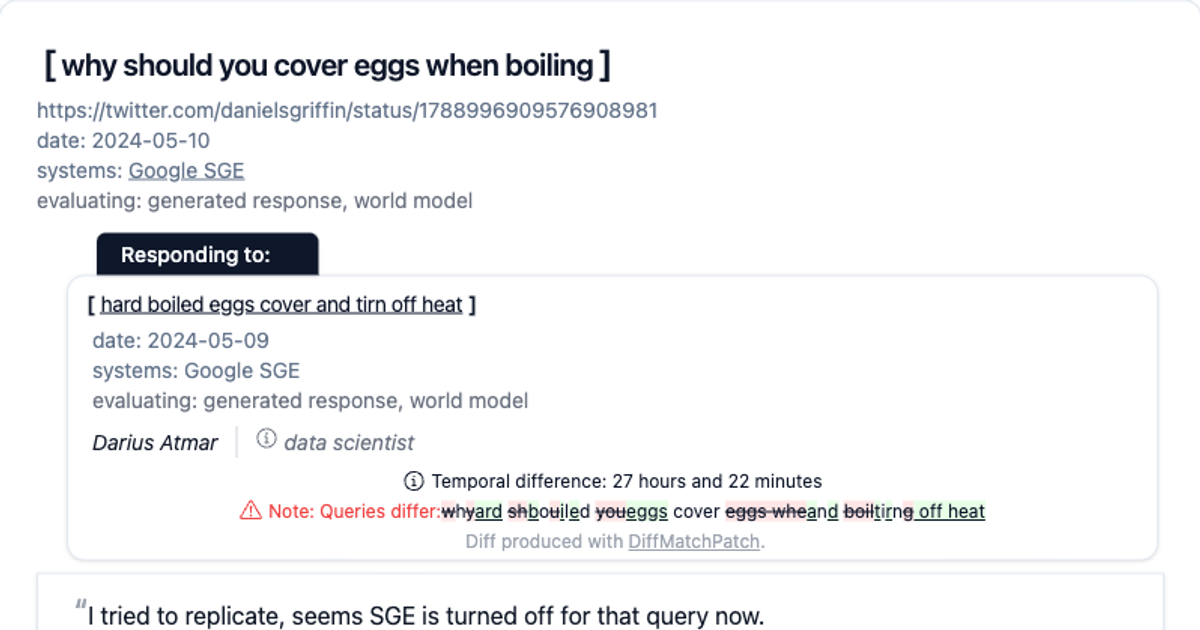 [ why should you cover eggs when boiling ]
https://twitter.com/danielsgriffin/status/1788996909576908981
date: 2024-05-10
systems: Google SGE
evaluating: generated response, world model
Responding to:
[ hard boiled eggs cover and tirn off heat ]
date: 2024-05-09
systems: Google SGE
evaluating: generated response, world model
Darius Atmar data scientist
Temporal difference: 27 hours and 22 minutes
Note: Queries differ:whyard shbouiled youeggs cover eggs wheand boiltirng off heat
Diff produced with DiffMatchPatch.
“I tried to replicate, seems SGE is turned off for that query now.